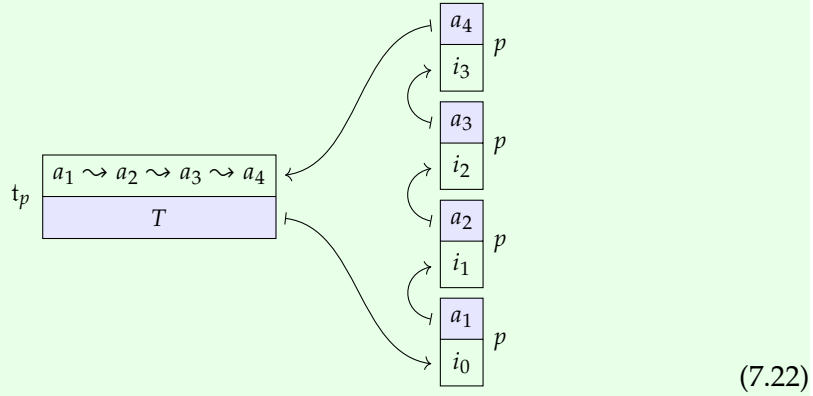 a₄
p
i₃
a₃
p
i₂
t_p
a₁ ⇝ a₂ ⇝ a₃ ⇝ a₄
T
a₂
p
i₁
a₁
p
i₀
(7.22)